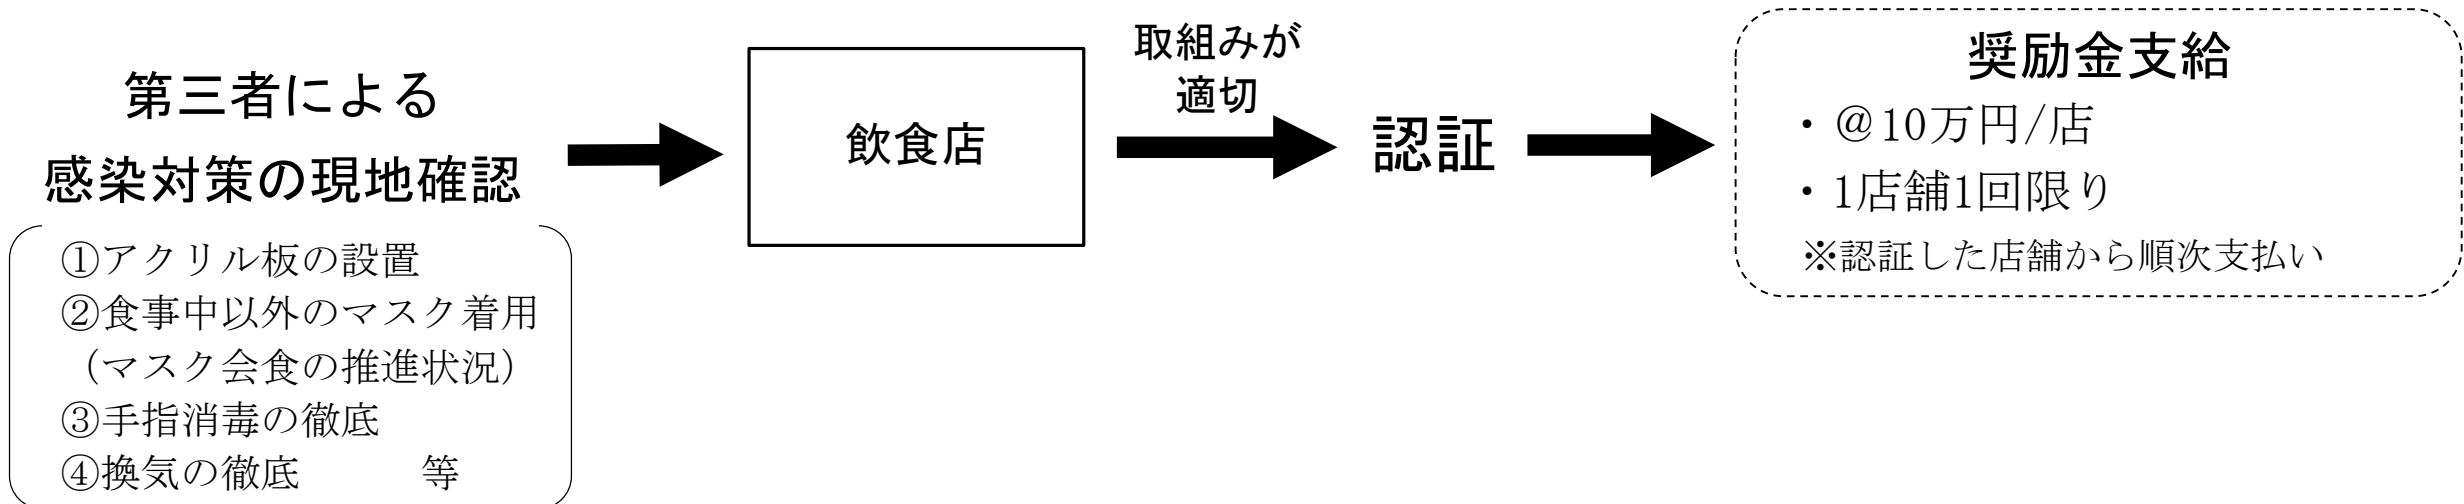 第三者による
感染対策の現地確認
①アクリル板の設置
②食事中以外のマスク着用
（マスク会食の推進状況）
③手指消毒の徹底
④換気の徹底　　　等
飲食店
取組みが
適切
認証
奨励金支給
・＠10万円/店
・1店舗1回限り
※認証した店舗から順次支払い